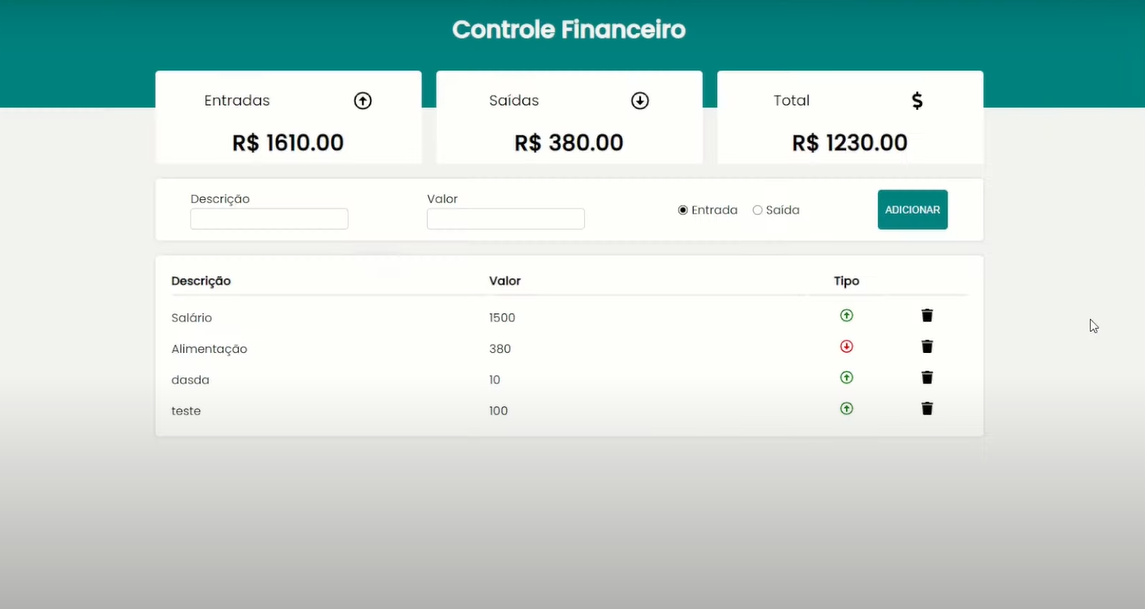 Controle Financeiro
Entradas
R$ 1610.00
Saídas
R$ 380.00
Total
$
R$ 1230.00
Descrição
Valor
Entrada
Saída
ADICIONAR
Descrição Valor Tipo
Salário 1500
Alimentação 380
dasda 10
teste 100